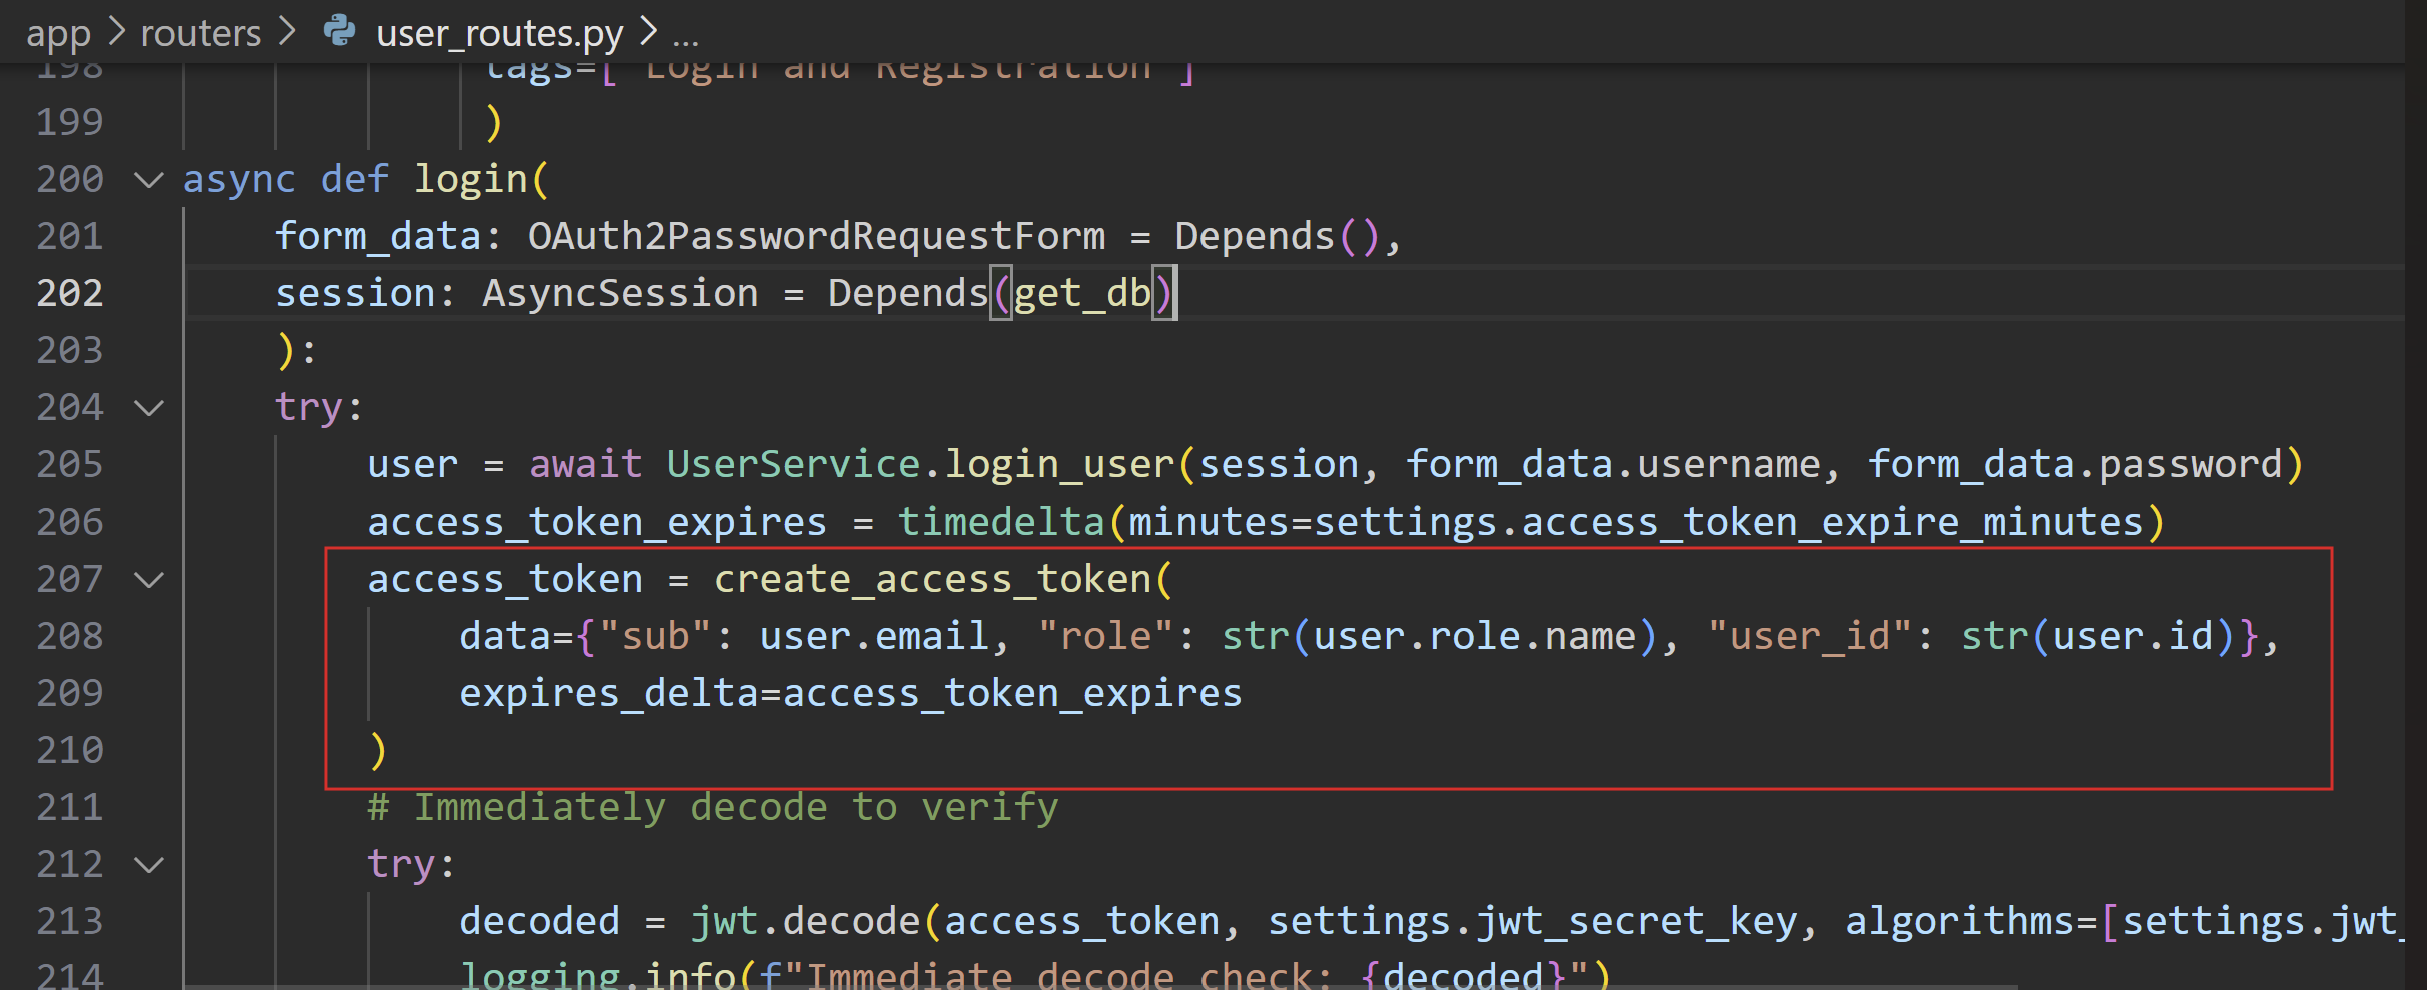 app > routers > user_routes.py > ...
198 tags=["Login and Registration"]
199 )
200 async def login(
201 form_data: OAuth2PasswordRequestForm = Depends(),
202 session: AsyncSession = Depends(get_db)
203 ):
204 try:
205 user = await UserService.login_user(session, form_data.username, form_data.password)
206 access_token_expires = timedelta(minutes=settings.access_token_expire_minutes)
207 access_token = create_access_token(
208 data={"sub": user.email, "role": str(user.role.name), "user_id": str(user.id)},
209 expires_delta=access_token_expires
210 )
211 # Immediately decode to verify
212 try:
213 decoded = jwt.decode(access_token, settings.jwt_secret_key, algorithms=[settings.jwt_
214 logging.info(f"Immediate decode check: {decoded}")